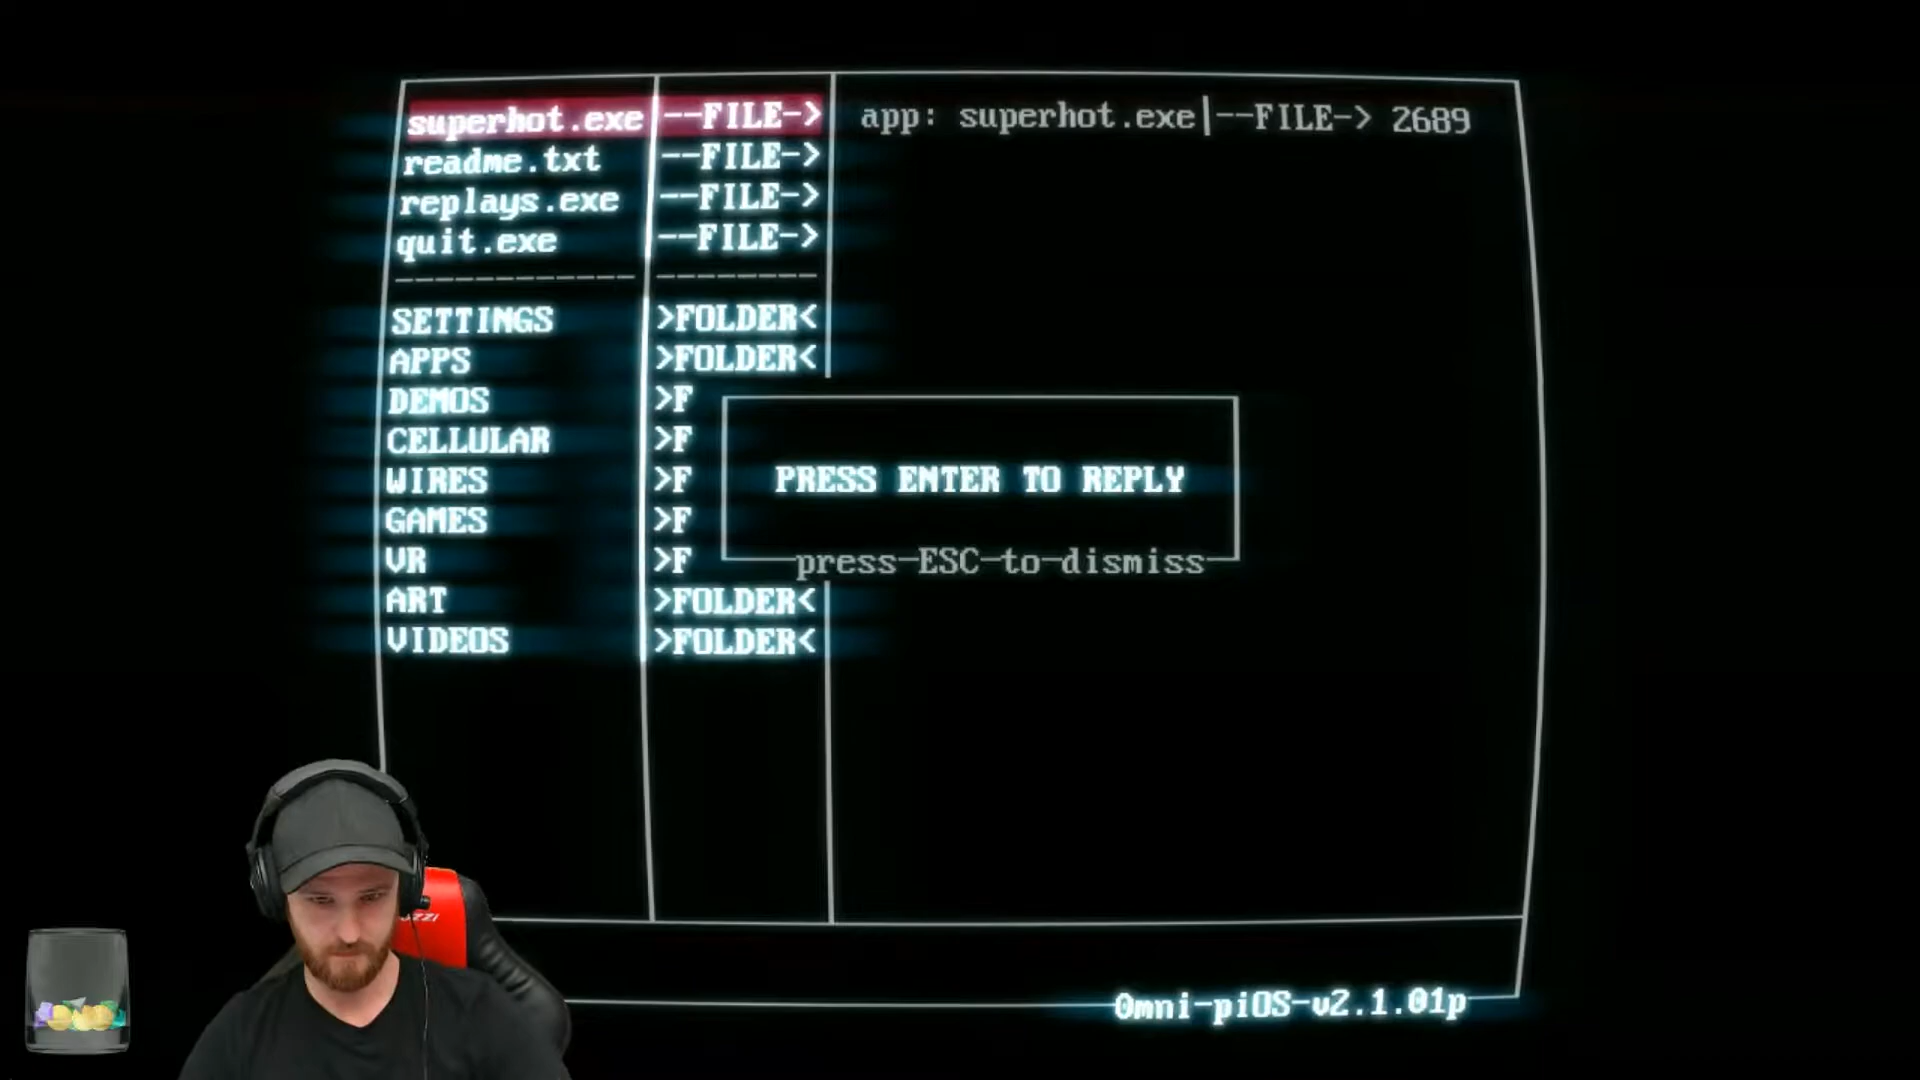 superhot.exe --FILE-> app: superhot.exe|--FILE-> 2689
readme.txt --FILE->
replays.exe --FILE->
quit.exe --FILE->
------------- --------
SETTINGS >FOLDER<
APPS >FOLDER<
DEMOS >F
CELLULAR >F
WIRES >F
GAMES >F
VR >F
ART >FOLDER<
VIDEOS >FOLDER<
PRESS ENTER TO REPLY
press-ESC-to-dismiss
0mni-piOS-v2.1.01p